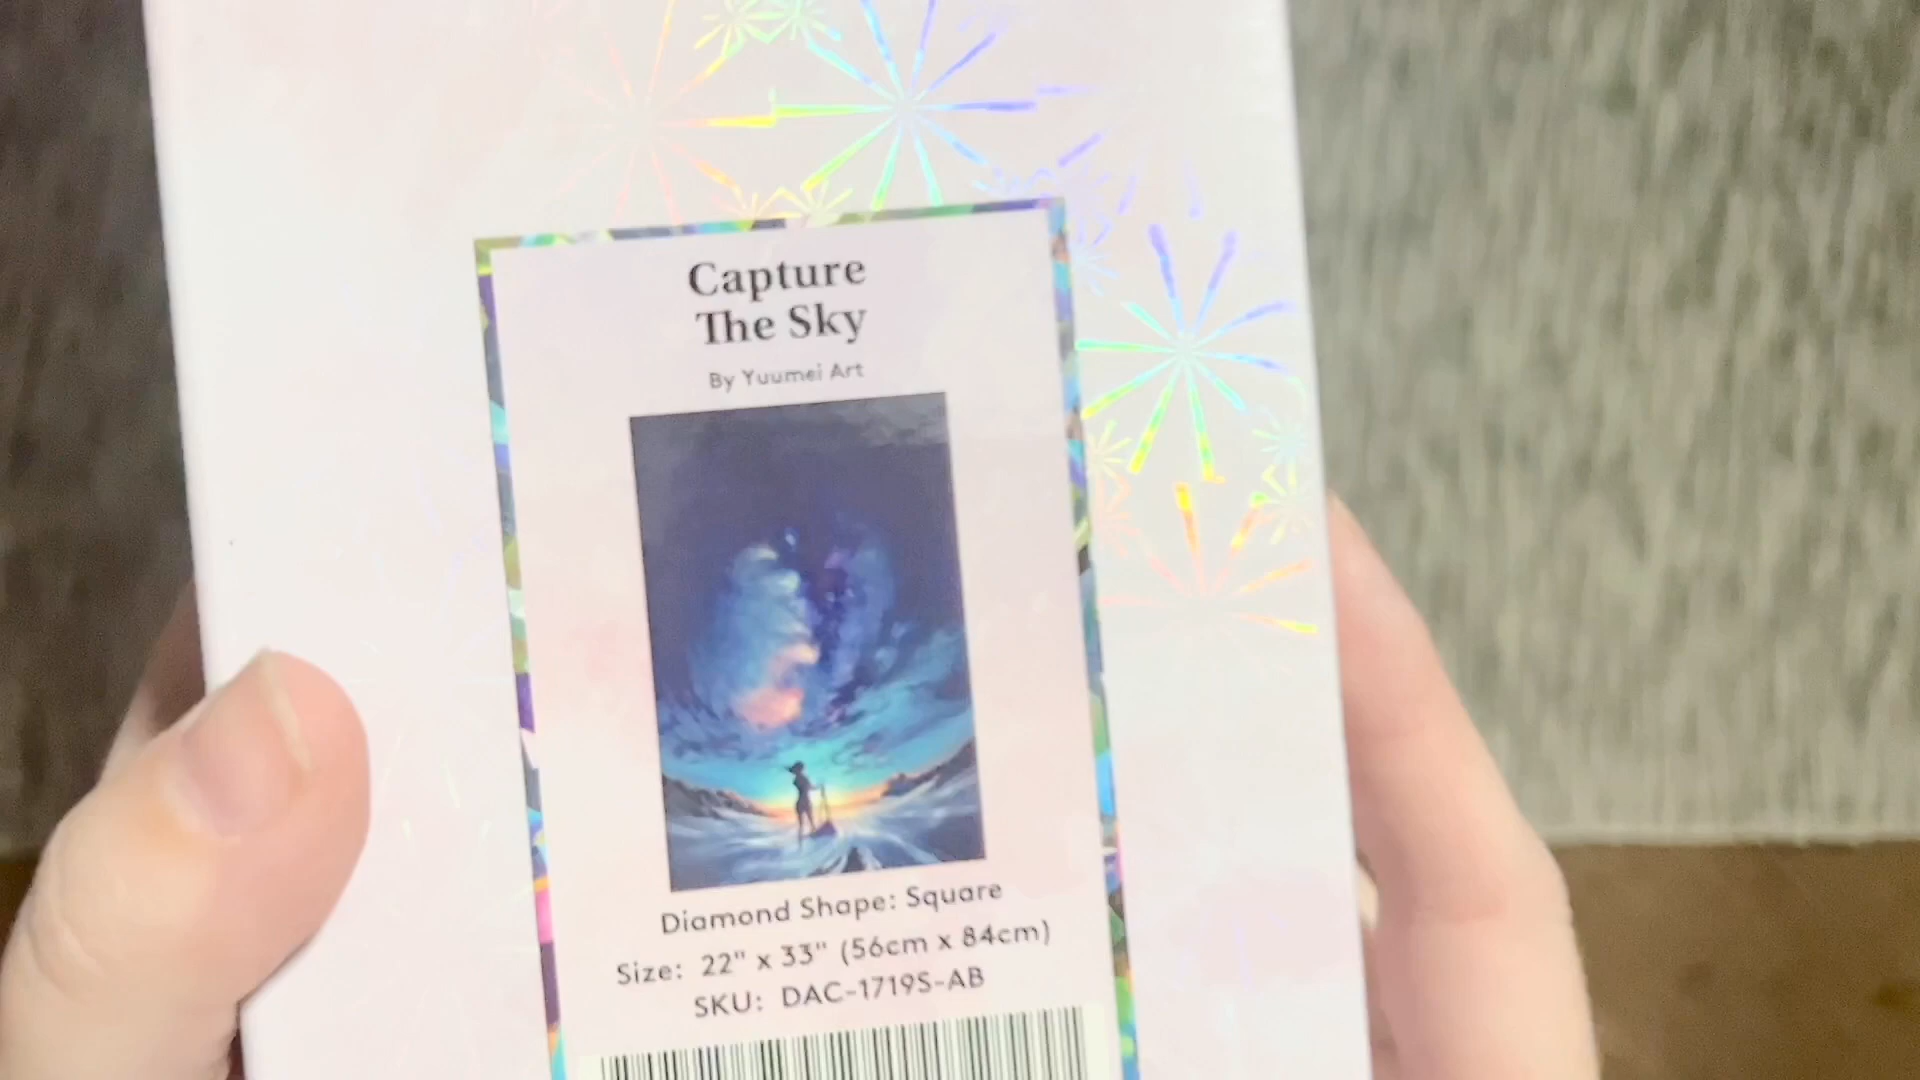 Capture
The Sky
By Yuumei Art
Diamond Shape: Square
Size: 22" x 33" (56cm x 84cm)
SKU: DAC-1719S-AB